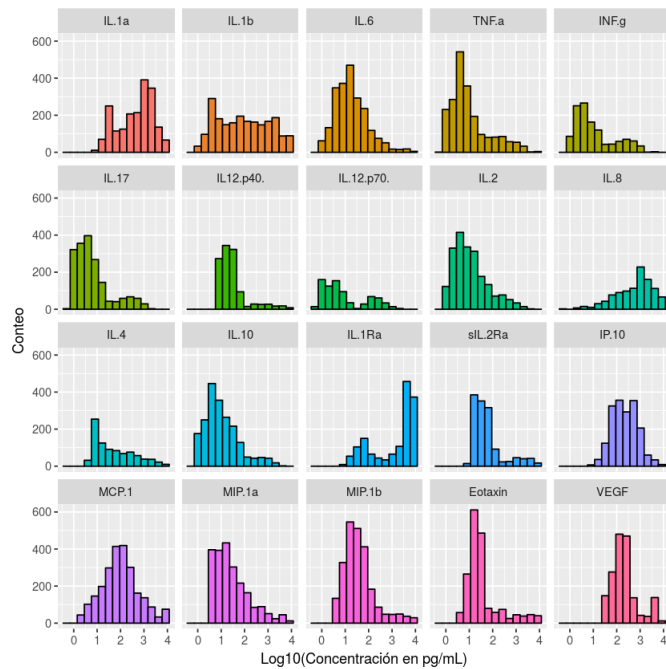 IL.1a IL.1b IL.6 TNF.a INF.g
600
400
200
0
IL.17 IL12.p40. IL.12.p70. IL.2 IL.8
600
400
200
0
IL.4 IL.10 IL.1Ra sIL.2Ra IP.10
600
400
200
0
MCP.1 MIP.1a MIP.1b Eotaxin VEGF
600
400
200
0
0 1 2 3 4 0 1 2 3 4 0 1 2 3 4 0 1 2 3 4 0 1 2 3 4
Conteo
Log10(Concentración en pg/mL)